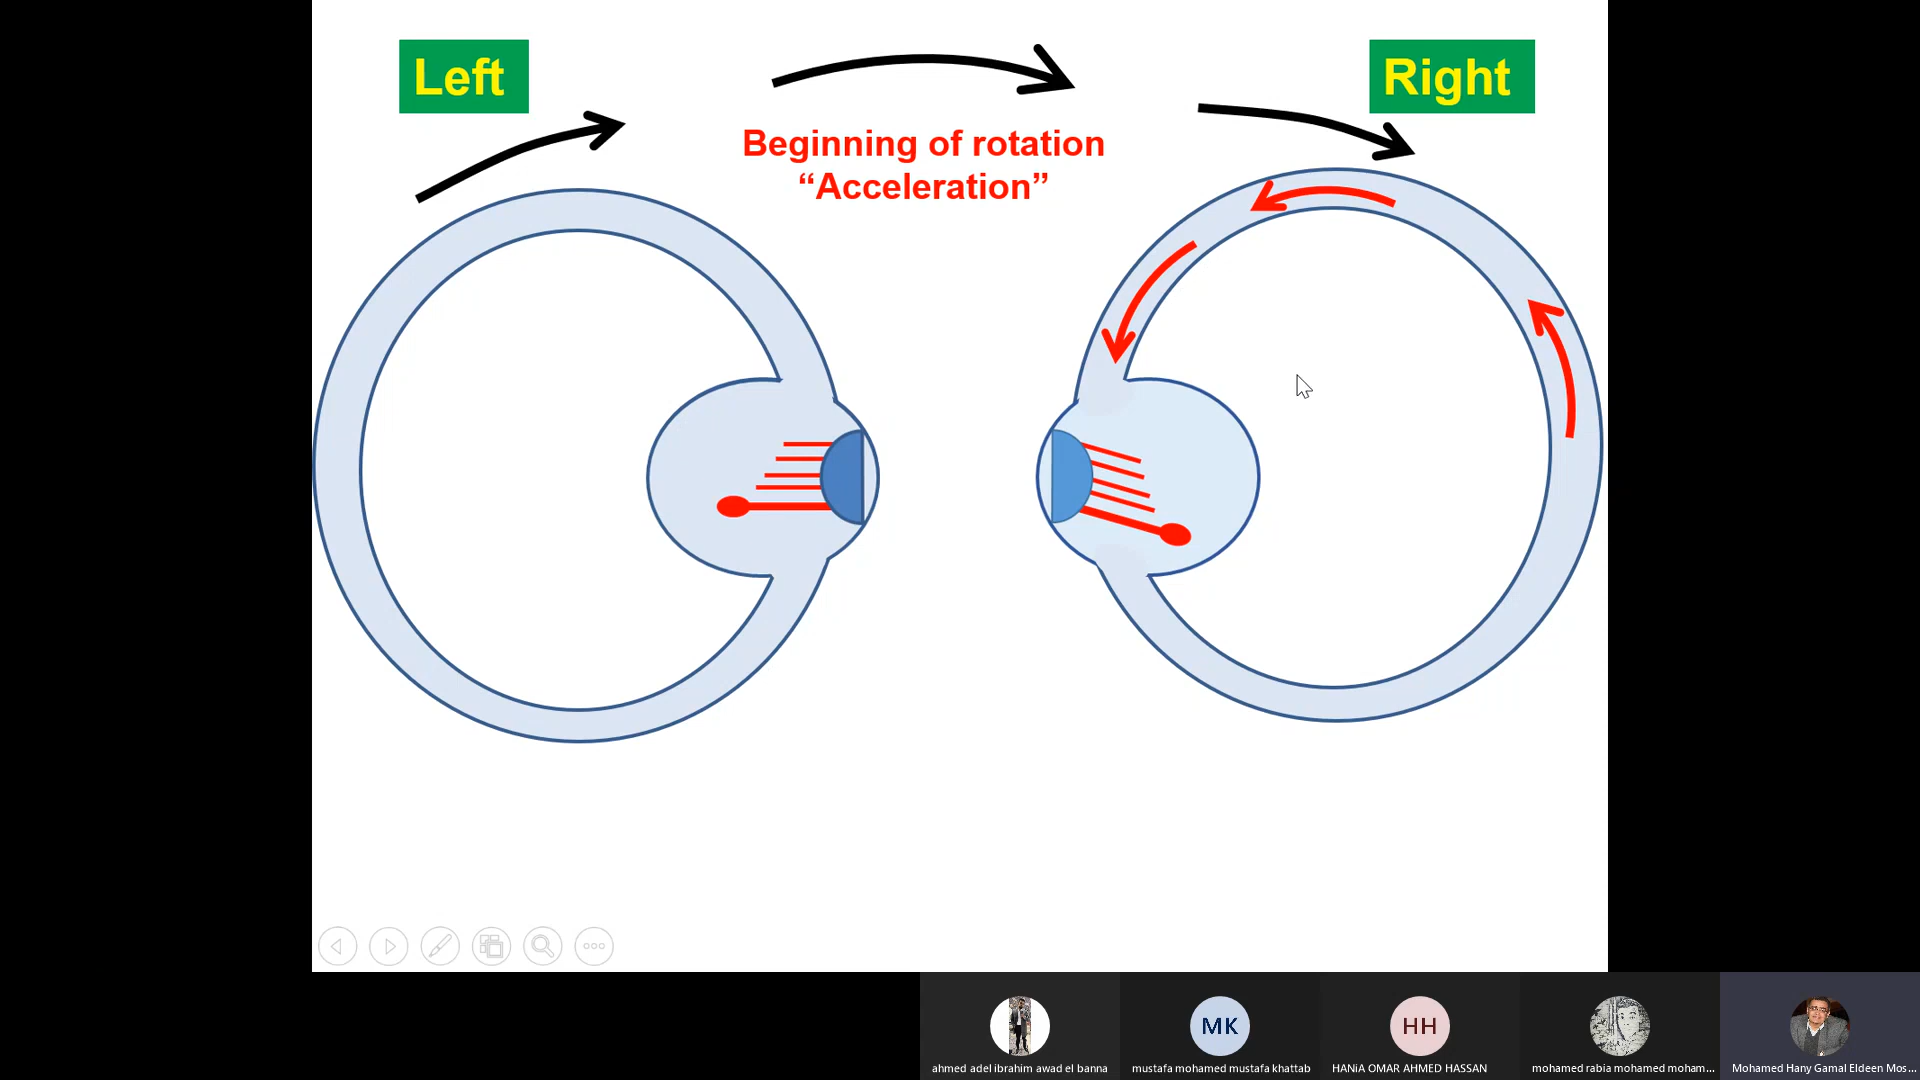 Left
Right
Beginning of rotation
“Acceleration”
MK
HH
ahmed adel ibrahim awad el banna
mustafa mohamed mustafa khattab
HANiA OMAR AHMED HASSAN
mohamed rabia mohamed moham...
Mohamed Hany Gamal Eldeen Mos...